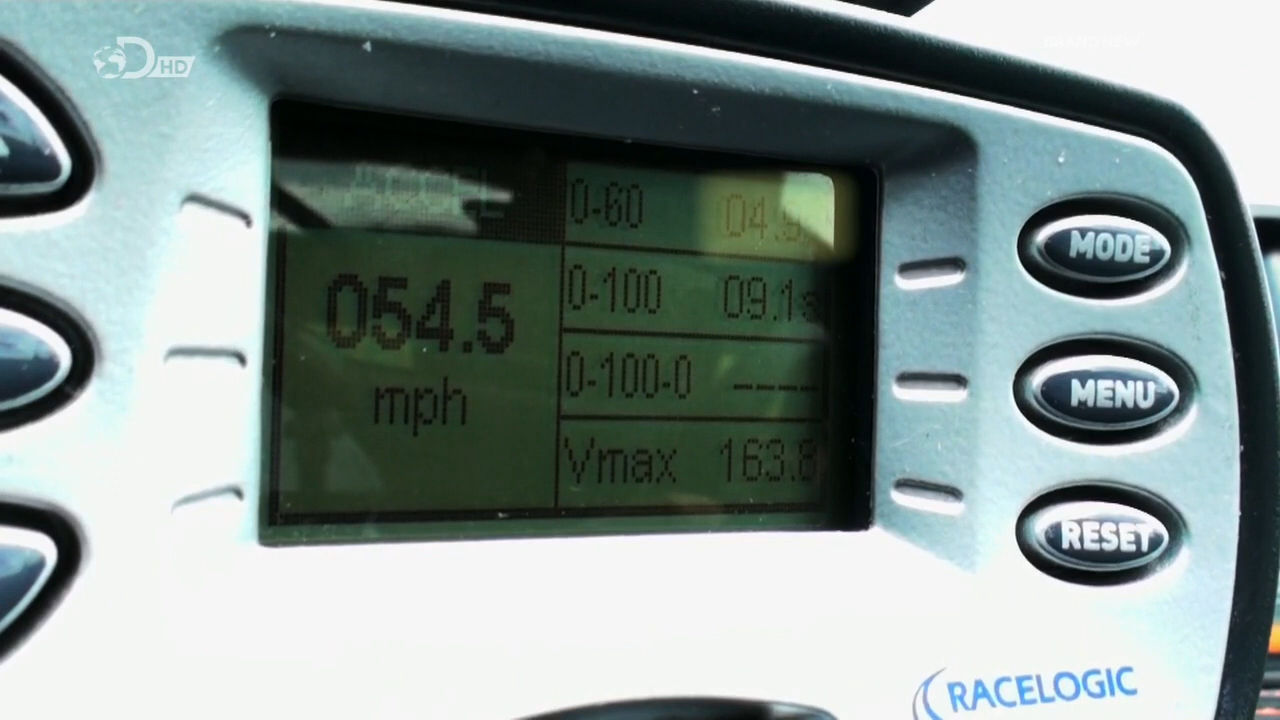 D HD
0-60
054.5
mph
0-100 09.1s
0-100-0 ----
Vmax 163.8
MODE
MENU
RESET
RACELOGIC